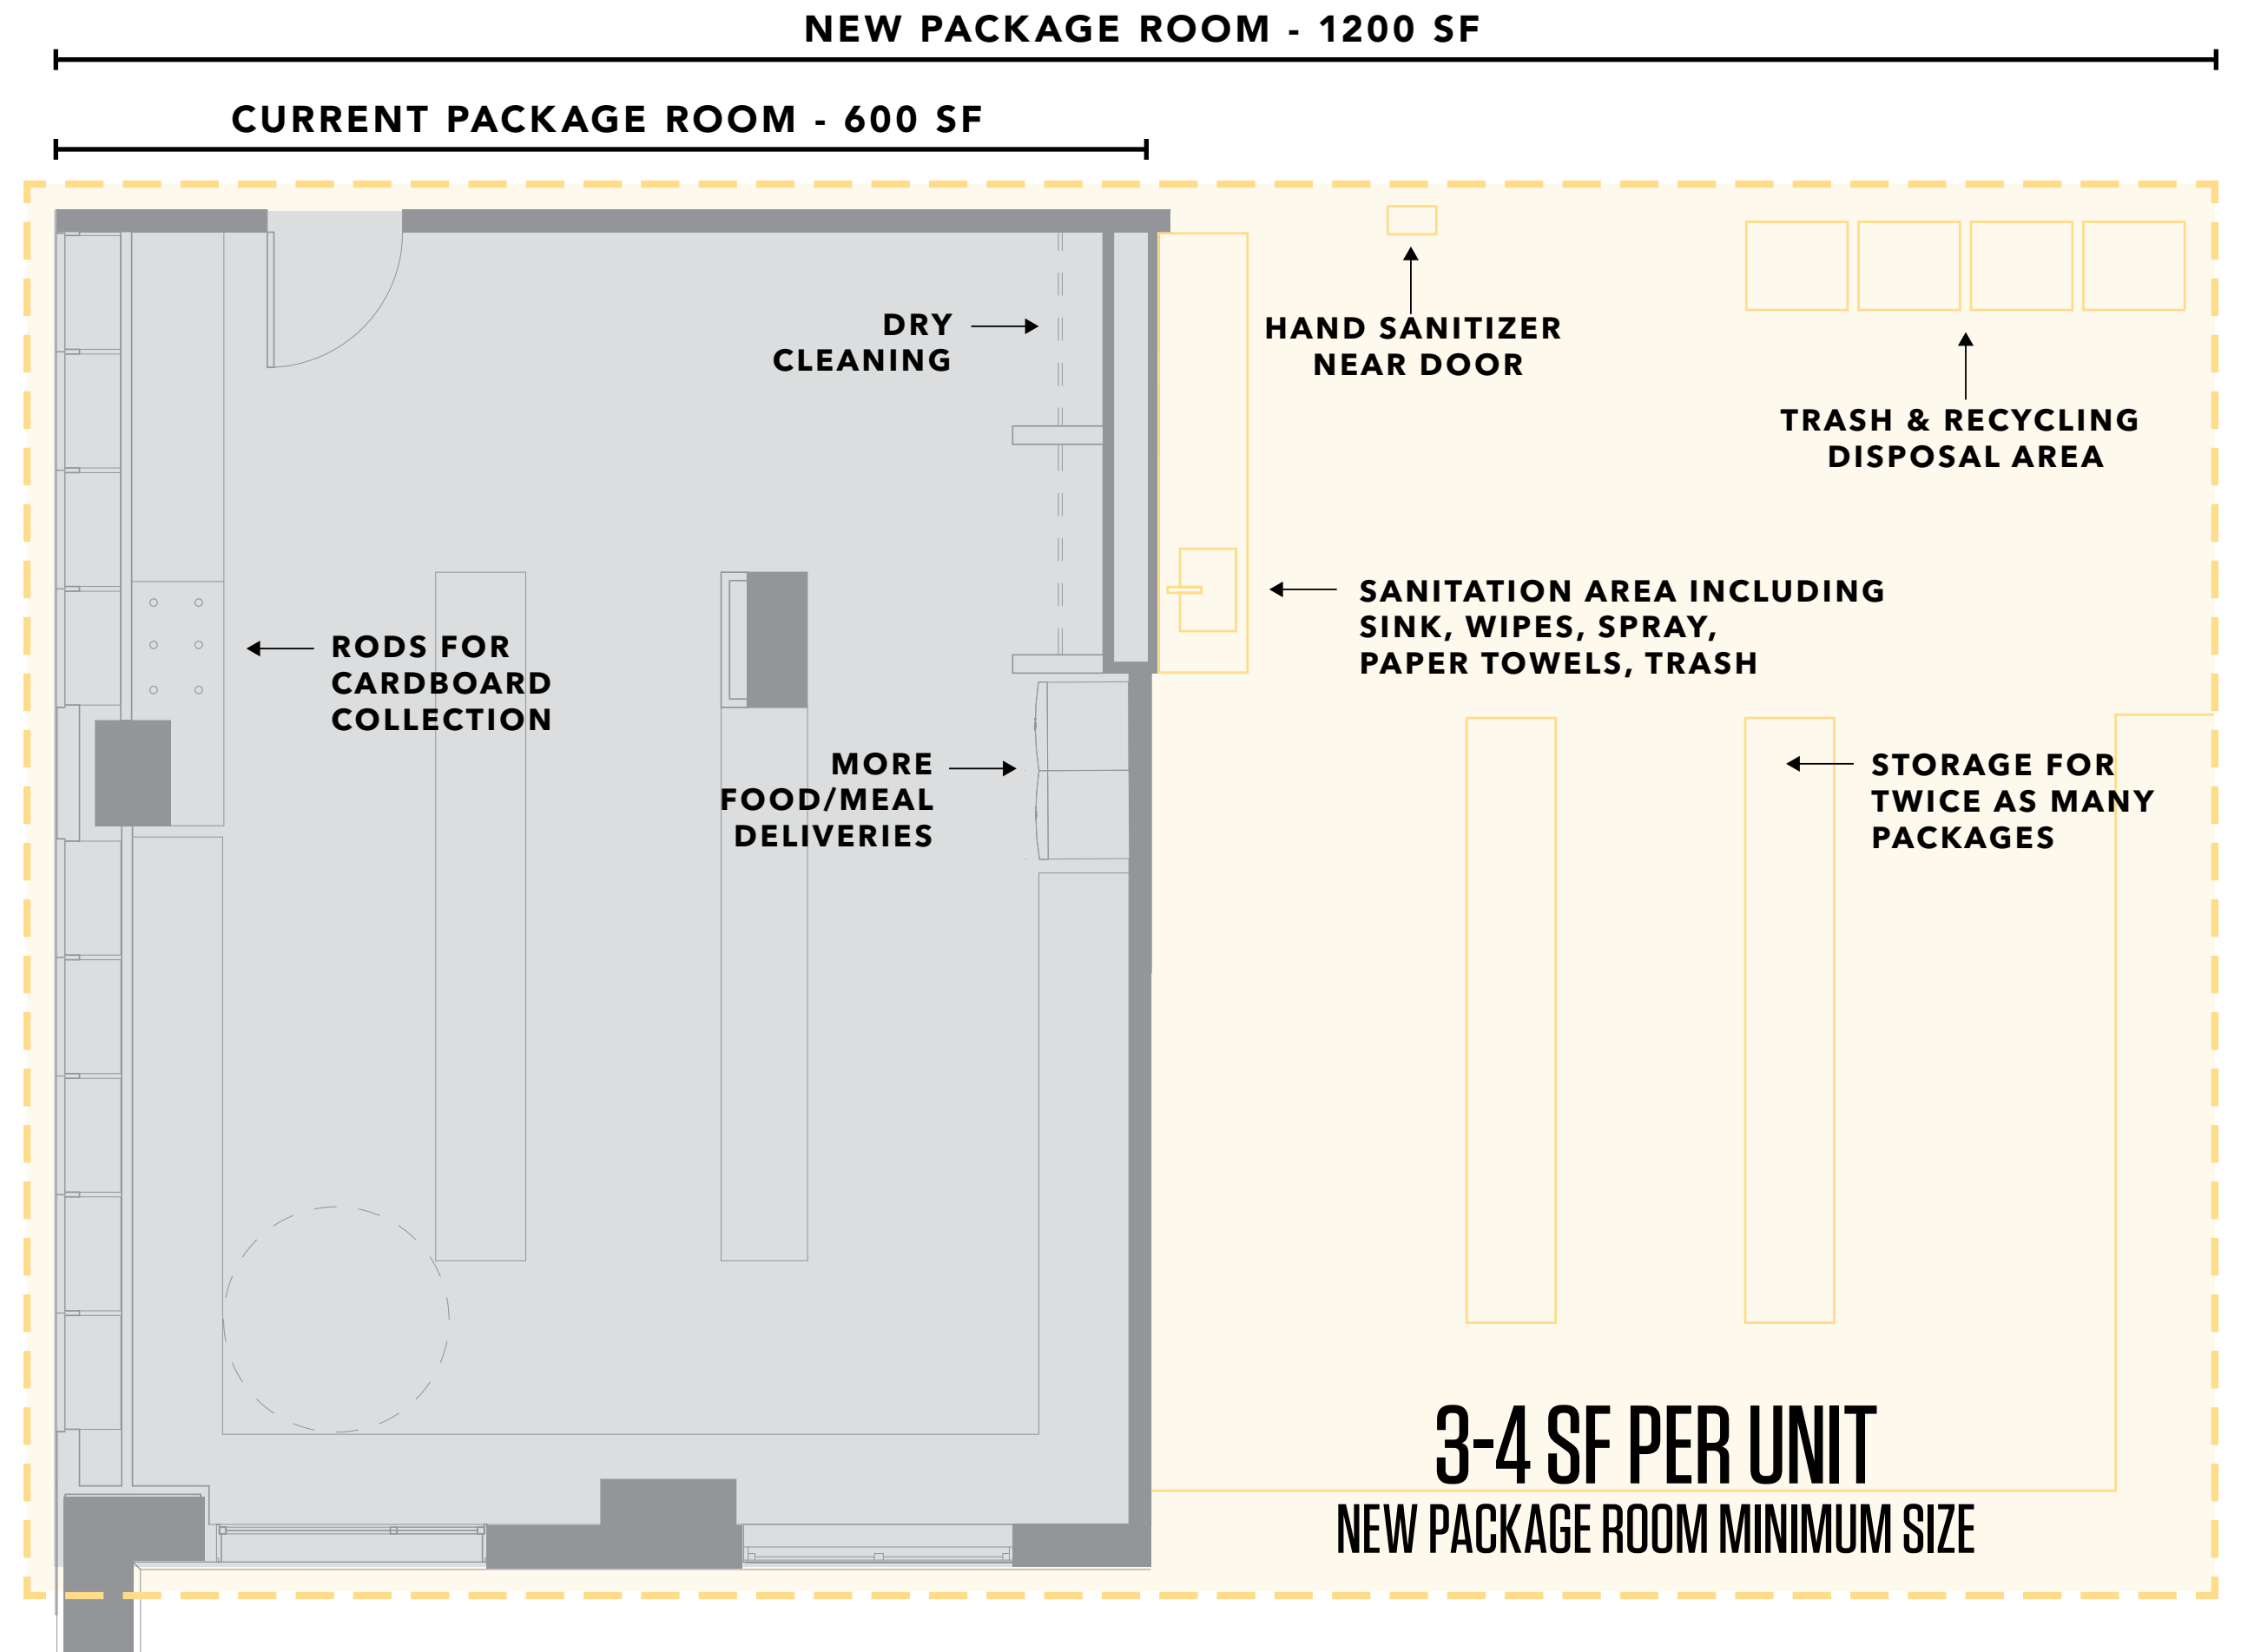 NEW PACKAGE ROOM - 1200 SF
CURRENT PACKAGE ROOM - 600 SF
DRY
CLEANING
HAND SANITIZER
NEAR DOOR
TRASH & RECYCLING
DISPOSAL AREA
RODS FOR
CARDBOARD
COLLECTION
SANITATION AREA INCLUDING
SINK, WIPES, SPRAY,
PAPER TOWELS, TRASH
MORE
FOOD/MEAL
DELIVERIES
STORAGE FOR
TWICE AS MANY
PACKAGES
3-4 SF PER UNIT
NEW PACKAGE ROOM MINIMUM SIZE